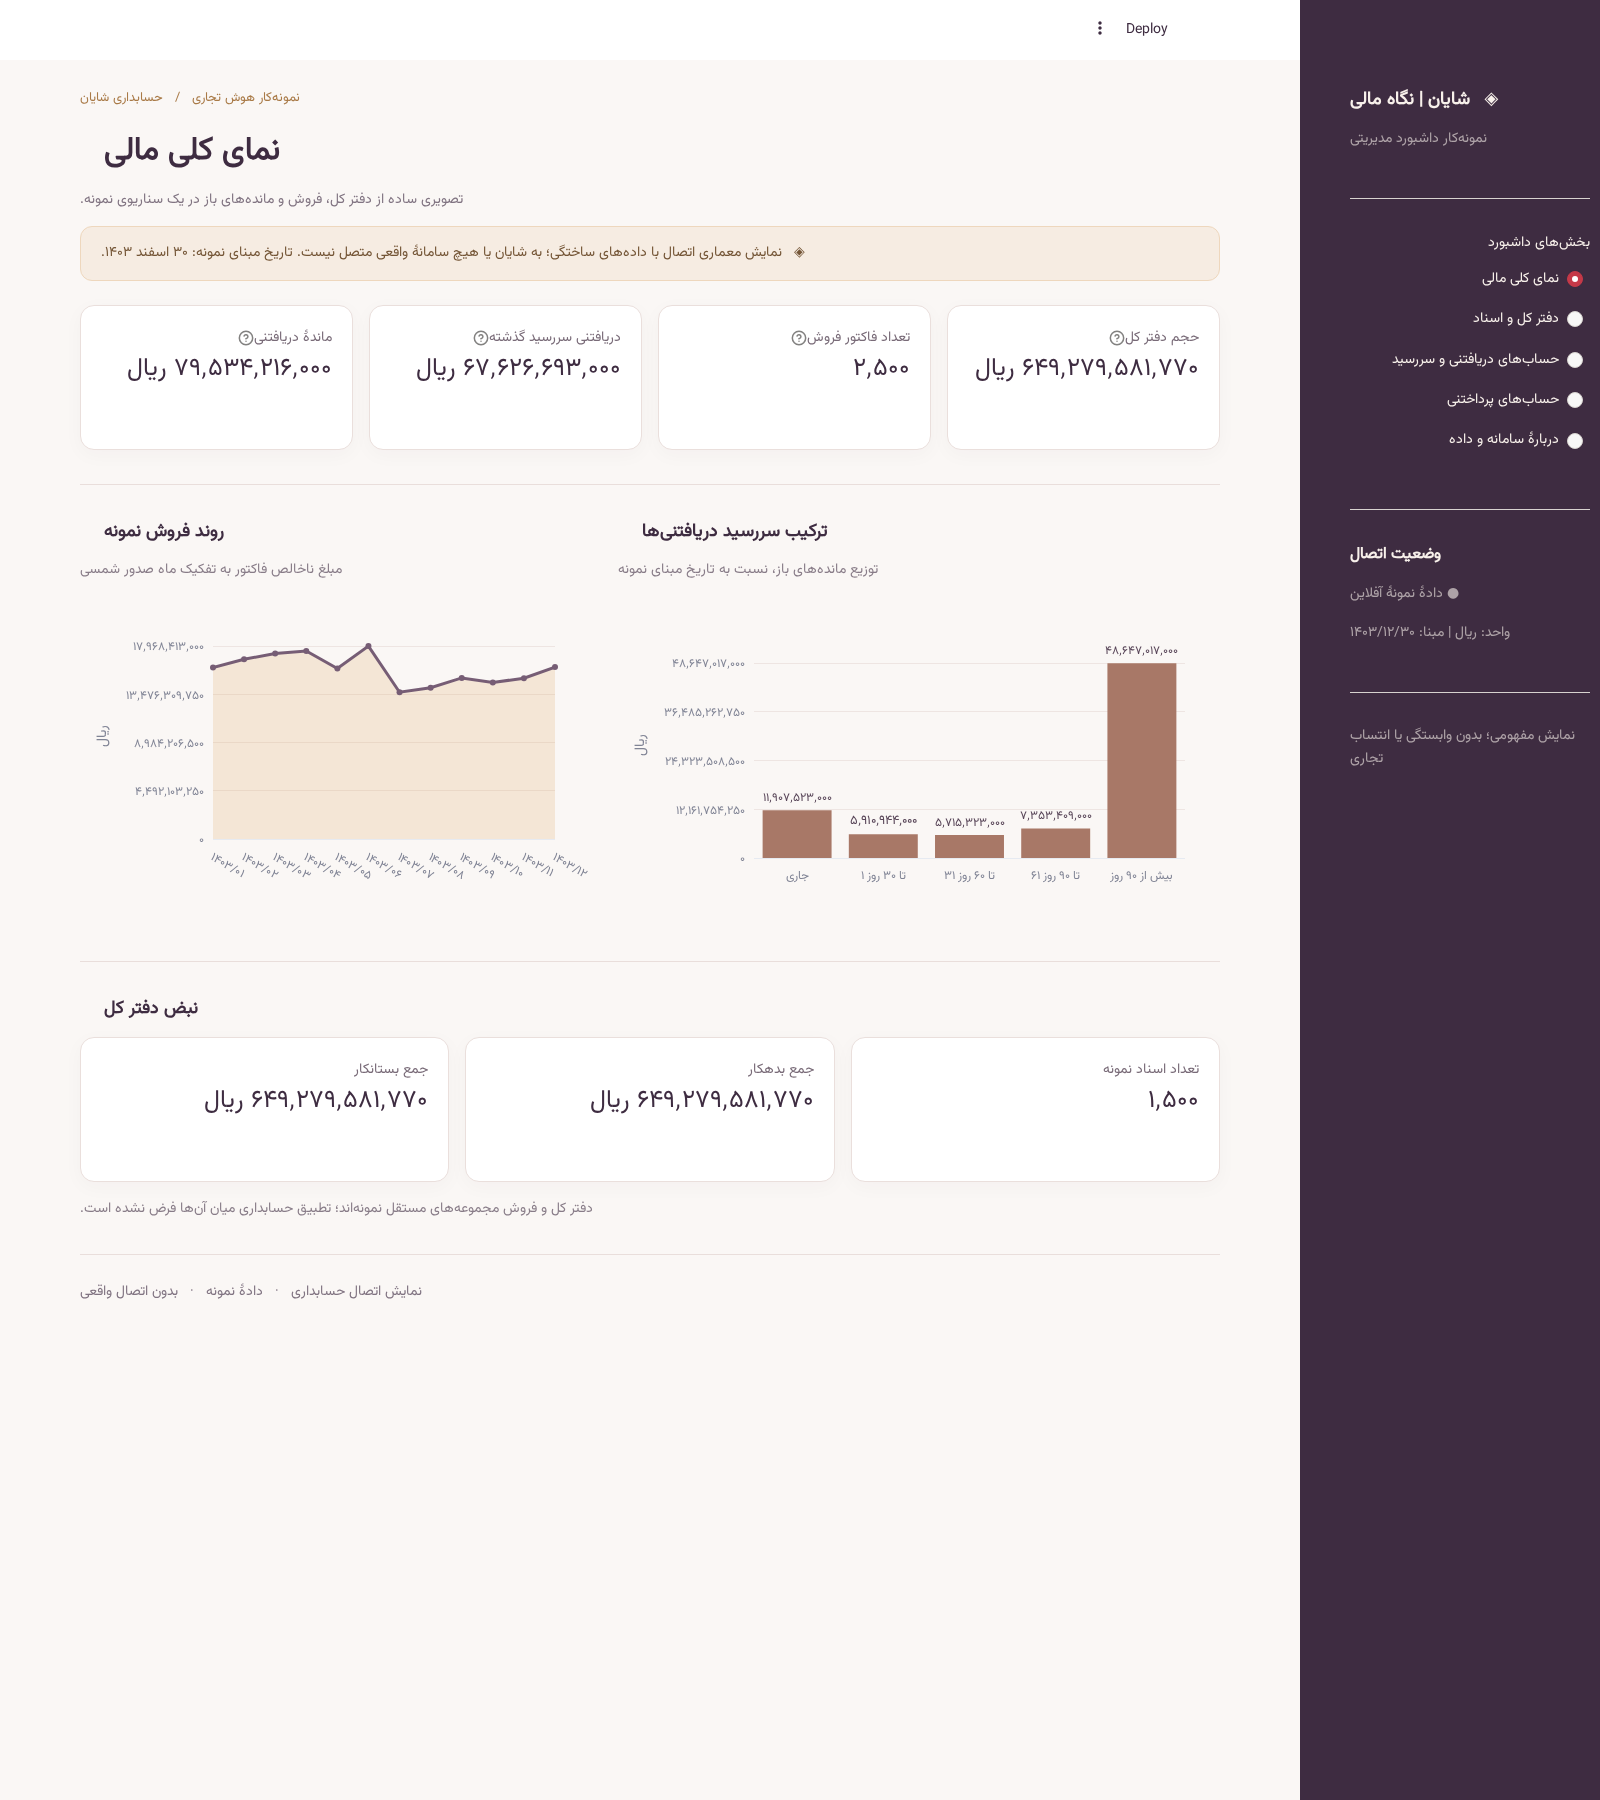 Deploy
◈ شایان | نگاه مالی
نمونه‌کار داشبورد مدیریتی
بخش‌های داشبورد
نمای کلی مالی
دفتر کل و اسناد
حساب‌های دریافتنی و سررسید
حساب‌های پرداختنی
دربارهٔ سامانه و داده
وضعیت اتصال
● دادهٔ نمونهٔ آفلاین
واحد: ریال | مبنا: ۱۴۰۳/۱۲/۳۰
نمایش مفهومی؛ بدون وابستگی یا انتساب
تجاری
نمونه‌کار هوش تجاری / حسابداری شایان
نمای کلی مالی
تصویری ساده از دفتر کل، فروش و مانده‌های باز در یک سناریوی نمونه.
◈ نمایش معماری اتصال با داده‌های ساختگی؛ به شایان یا هیچ سامانهٔ واقعی متصل نیست. تاریخ مبنای نمونه: ۳۰ اسفند ۱۴۰۳.
حجم دفتر کل
۶۴۹,۲۷۹,۵۸۱,۷۷۰ ریال
تعداد فاکتور فروش
۲,۵۰۰
دریافتنی سررسید گذشته
۶۷,۶۲۶,۶۹۳,۰۰۰ ریال
ماندهٔ دریافتنی
۷۹,۵۳۴,۲۱۶,۰۰۰ ریال
ترکیب سررسید دریافتنی‌ها
توزیع مانده‌های باز، نسبت به تاریخ مبنای نمونه
۴۸,۶۴۷,۰۱۷,۰۰۰
۳۶,۴۸۵,۲۶۲,۷۵۰
۲۴,۳۲۳,۵۰۸,۵۰۰
۱۲,۱۶۱,۷۵۴,۲۵۰
۰
ریال
۱۱,۹۰۷,۵۲۳,۰۰۰
۵,۹۱۰,۹۴۴,۰۰۰
۵,۷۱۵,۳۲۳,۰۰۰
۷,۳۵۳,۴۰۹,۰۰۰
۴۸,۶۴۷,۰۱۷,۰۰۰
جاری
۱ تا ۳۰ روز
۳۱ تا ۶۰ روز
۶۱ تا ۹۰ روز
بیش از ۹۰ روز
روند فروش نمونه
مبلغ ناخالص فاکتور به تفکیک ماه صدور شمسی
۱۷,۹۶۸,۴۱۳,۰۰۰
۱۳,۴۷۶,۳۰۹,۷۵۰
۸,۹۸۴,۲۰۶,۵۰۰
۴,۴۹۲,۱۰۳,۲۵۰
۰
ریال
۱۴۰۳/۰۱
۱۴۰۳/۰۲
۱۴۰۳/۰۳
۱۴۰۳/۰۴
۱۴۰۳/۰۵
۱۴۰۳/۰۶
۱۴۰۳/۰۷
۱۴۰۳/۰۸
۱۴۰۳/۰۹
۱۴۰۳/۱۰
۱۴۰۳/۱۱
۱۴۰۳/۱۲
نبض دفتر کل
تعداد اسناد نمونه
۱,۵۰۰
جمع بدهکار
۶۴۹,۲۷۹,۵۸۱,۷۷۰ ریال
جمع بستانکار
۶۴۹,۲۷۹,۵۸۱,۷۷۰ ریال
دفتر کل و فروش مجموعه‌های مستقل نمونه‌اند؛ تطبیق حسابداری میان آن‌ها فرض نشده است.
نمایش اتصال حسابداری · دادهٔ نمونه · بدون اتصال واقعی